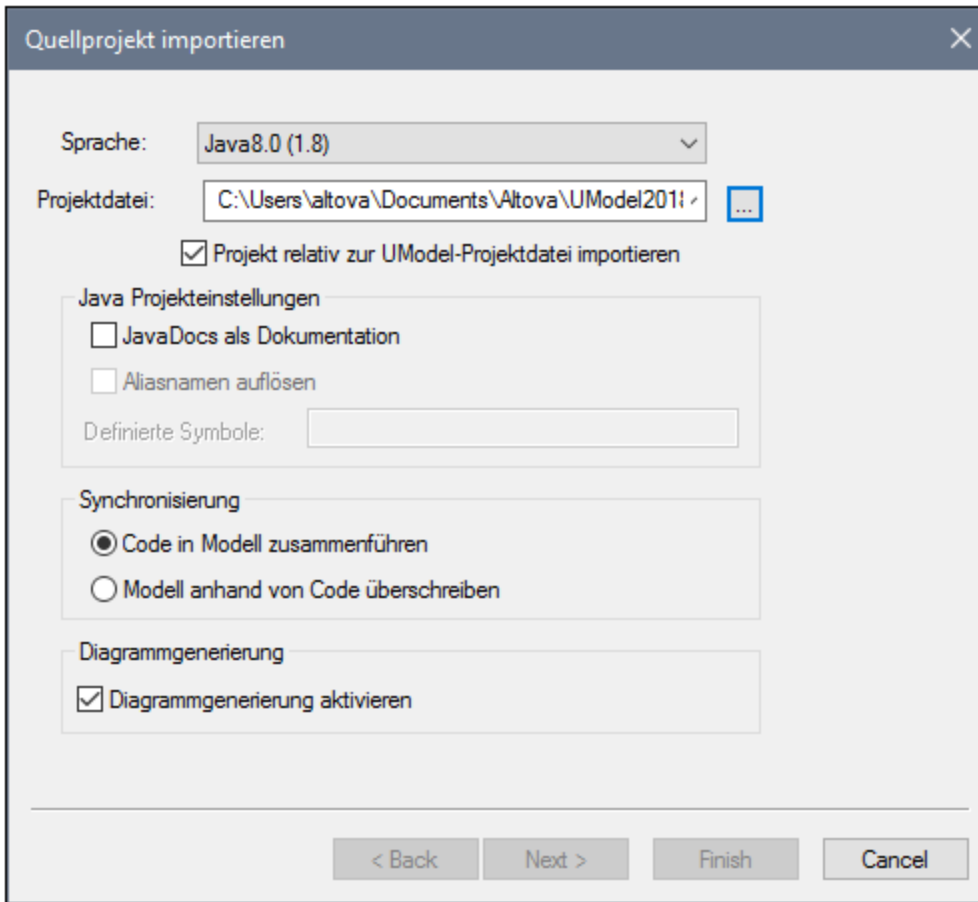 Quellprojekt importieren
Sprache: Java8.0 (1.8)
Projektdatei: C:\Users\altova\Documents\Altova\UModel2018 ...
Projekt relativ zur UModel-Projektdatei importieren
Java Projekteinstellungen
JavaDocs als Dokumentation
Aliasnamen auflösen
Definierte Symbole:
Synchronisierung
Code in Modell zusammenführen
Modell anhand von Code überschreiben
Diagrammgenerierung
Diagrammgenerierung aktivieren
< Back Next > Finish Cancel